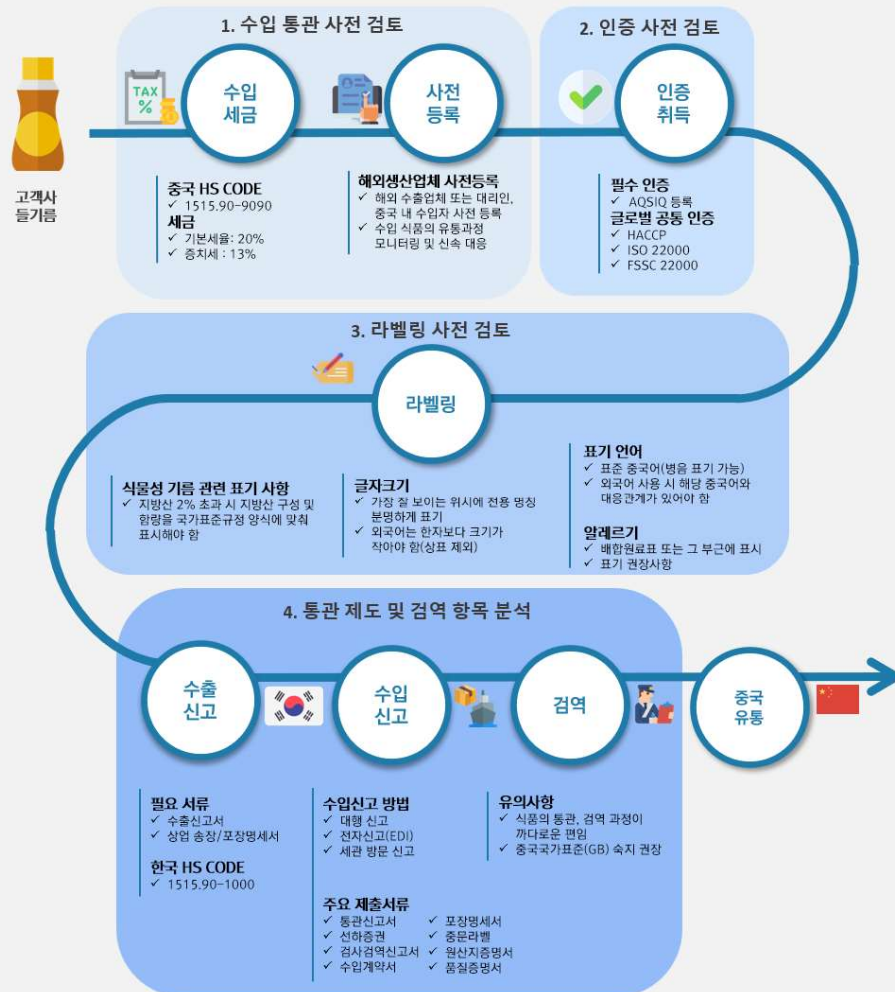 1. 수입 통관 사전 검토
2. 인증 사전 검토
TAX
%
수입
세금
사전
등록
인증
취득
고객사
들기름
중국 HS CODE
✓ 1515.90-9090
세금
✓ 기본세율: 20%
✓ 증치세 : 13%
해외생산업체 사전등록
✓ 해외 수출업체 또는 대리인,
중국 내 수입자 사전 등록
✓ 수입 식품의 유통과정
모니터링 및 신속 대응
필수 인증
✓ AQSIQ 등록
글로벌 공통 인증
✓ HACCP
✓ ISO 22000
✓ FSSC 22000
3. 라벨링 사전 검토
라벨링
식물성 기름 관련 표기 사항
✓ 지방산 2% 초과 시 지방산 구성 및
함량을 국가표준규정 양식에 맞춰
표시해야 함
글자크기
✓ 가장 잘 보이는 위시에 전용 명칭
분명하게 표기
✓ 외국어는 한자보다 크기가
작아야 함(상표 제외)
표기 언어
✓ 표준 중국어(병음 표기 가능)
✓ 외국어 사용 시 해당 중국어와
대응관계가 있어야 함
알레르기
✓ 배합원료표 또는 그 부근에 표시
✓ 표기 권장사항
4. 통관 제도 및 검역 항목 분석
수출
신고
수입
신고
검역
중국
유통
필요 서류
✓ 수출신고서
✓ 상업 송장/포장명세서
한국 HS CODE
✓ 1515.90-1000
수입신고 방법
✓ 대행 신고
✓ 전자신고(EDI)
✓ 세관 방문 신고
주요 제출서류
✓ 통관신고서
✓ 선하증권
✓ 검사검역신고서
✓ 수입계약서
✓ 포장명세서
✓ 중문라벨
✓ 원산지증명서
✓ 품질증명서
유의사항
✓ 식품의 통관, 검역 과정이
까다로운 편임
✓ 중국국가표준(GB) 숙지 권장